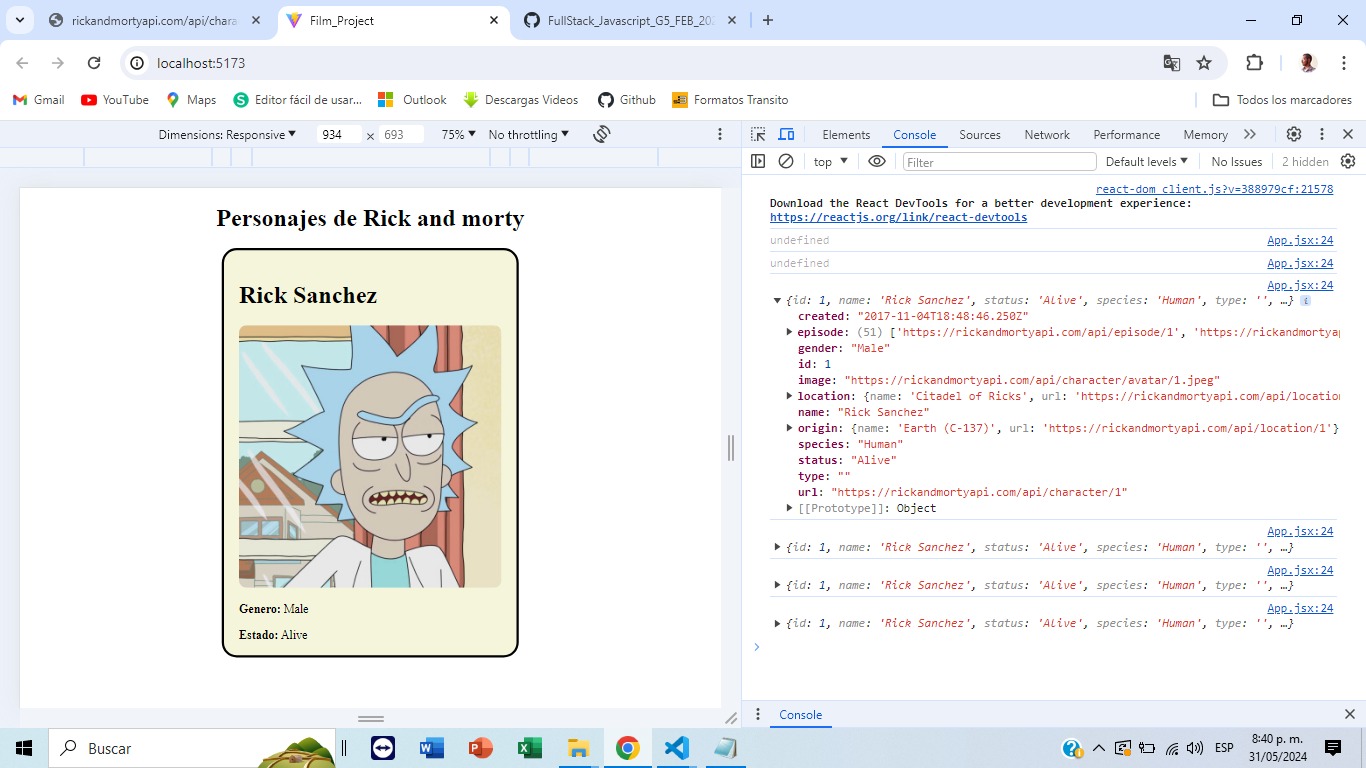 rickandmortyapi.com/api/chara
Film_Project
FullStack_Javascript_G5_FEB_202
localhost:5173
Gmail
YouTube
Maps
Editor fácil de usar...
Outlook
Descargas Videos
Github
Formatos Transito
Todos los marcadores
Dimensions: Responsive
934 × 693
75%
No throttling
Elements
Console
Sources
Network
Performance
Memory
top
Filter
Default levels
No Issues
2 hidden
Personajes de Rick and morty
Rick Sanchez
Genero: Male
Estado: Alive
react-dom_client.js?v=388979cf:21578
Download the React DevTools for a better development experience:
https://reactjs.org/link/react-devtools
undefined App.jsx:24
undefined App.jsx:24
App.jsx:24
{id: 1, name: 'Rick Sanchez', status: 'Alive', species: 'Human', type: '', …}
created: "2017-11-04T18:48:46.250Z"
episode: (51) ['https://rickandmortyapi.com/api/episode/1', 'https://rickandmortyap
gender: "Male"
id: 1
image: "https://rickandmortyapi.com/api/character/avatar/1.jpeg"
location: {name: 'Citadel of Ricks', url: 'https://rickandmortyapi.com/api/location
name: "Rick Sanchez"
origin: {name: 'Earth (C-137)', url: 'https://rickandmortyapi.com/api/location/1'}
species: "Human"
status: "Alive"
type: ""
url: "https://rickandmortyapi.com/api/character/1"
[[Prototype]]: Object
App.jsx:24
{id: 1, name: 'Rick Sanchez', status: 'Alive', species: 'Human', type: '', …}
App.jsx:24
{id: 1, name: 'Rick Sanchez', status: 'Alive', species: 'Human', type: '', …}
App.jsx:24
{id: 1, name: 'Rick Sanchez', status: 'Alive', species: 'Human', type: '', …}
Console
Buscar
ESP
8:40 p. m.
31/05/2024